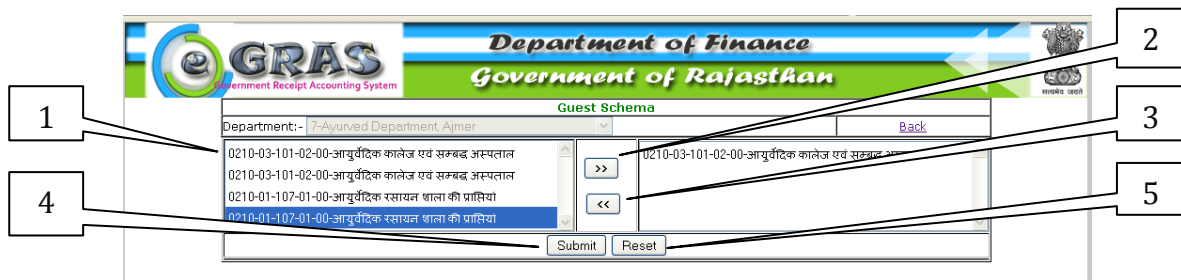 e GRAS
Government Receipt Accounting System
Department of Finance
Government of Rajasthan
सत्यमेव जयते
Guest Schema
Department:- 7-Ayurved Department, Ajmer
Back
0210-03-101-02-00-आयुर्वेदिक कालेज एवं सम्बद्ध अस्पताल
0210-03-101-02-00-आयुर्वेदिक कालेज एवं सम्बद्ध अस्पताल
0210-01-107-01-00-आयुर्वेदिक रसायन शाला की प्राप्तियां
0210-01-107-01-00-आयुर्वेदिक रसायन शाला की प्राप्तियां
>>
<<
0210-03-101-02-00-आयुर्वेदिक कालेज एवं सम्बद्ध
Submit Reset
1
2
3
4
5